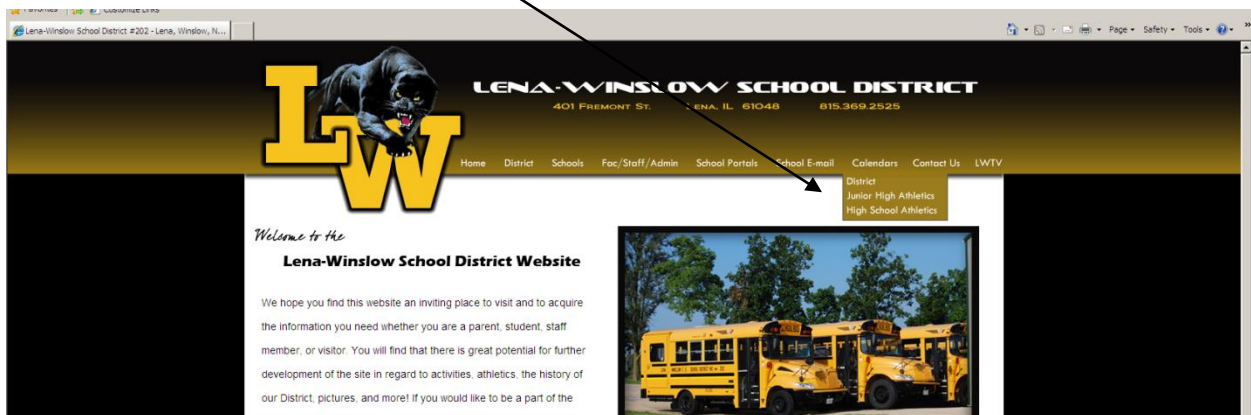 Favorites Customize Links
Lena-Winslow School District #202 - Lena, Winslow, N...
Page Safety Tools
LW
LENA-WINSLOW SCHOOL DISTRICT
401 FREMONT ST. LENA, IL 61048 815.369.2525
Home District Schools Fac/Staff/Admin School Portals School E-mail Calendars Contact Us LWTV
District
Junior High Athletics
High School Athletics
Welcome to the
Lena-Winslow School District Website
We hope you find this website an inviting place to visit and to acquire
the information you need whether you are a parent, student, staff
member, or visitor. You will find that there is great potential for further
development of the site in regard to activities, athletics, the history of
our District, pictures, and more! If you would like to be a part of the